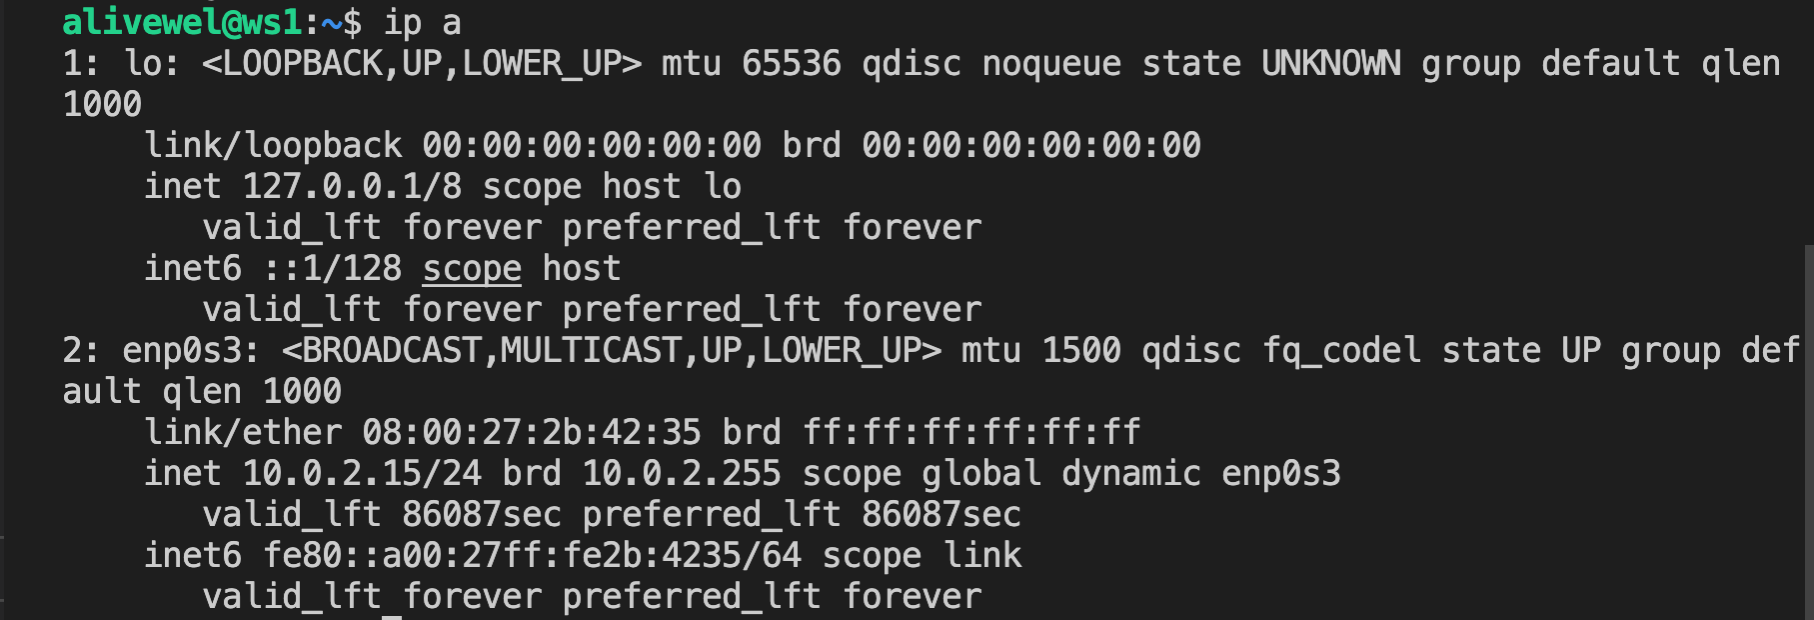 alivewel@ws1:~$ ip a
1: lo: <LOOPBACK,UP,LOWER_UP> mtu 65536 qdisc noqueue state UNKNOWN group default qlen
1000
    link/loopback 00:00:00:00:00:00 brd 00:00:00:00:00:00
    inet 127.0.0.1/8 scope host lo
       valid_lft forever preferred_lft forever
    inet6 ::1/128 scope host
       valid_lft forever preferred_lft forever
2: enp0s3: <BROADCAST,MULTICAST,UP,LOWER_UP> mtu 1500 qdisc fq_codel state UP group def
ault qlen 1000
    link/ether 08:00:27:2b:42:35 brd ff:ff:ff:ff:ff:ff
    inet 10.0.2.15/24 brd 10.0.2.255 scope global dynamic enp0s3
       valid_lft 86087sec preferred_lft 86087sec
    inet6 fe80::a00:27ff:fe2b:4235/64 scope link
       valid_lft forever preferred_lft forever